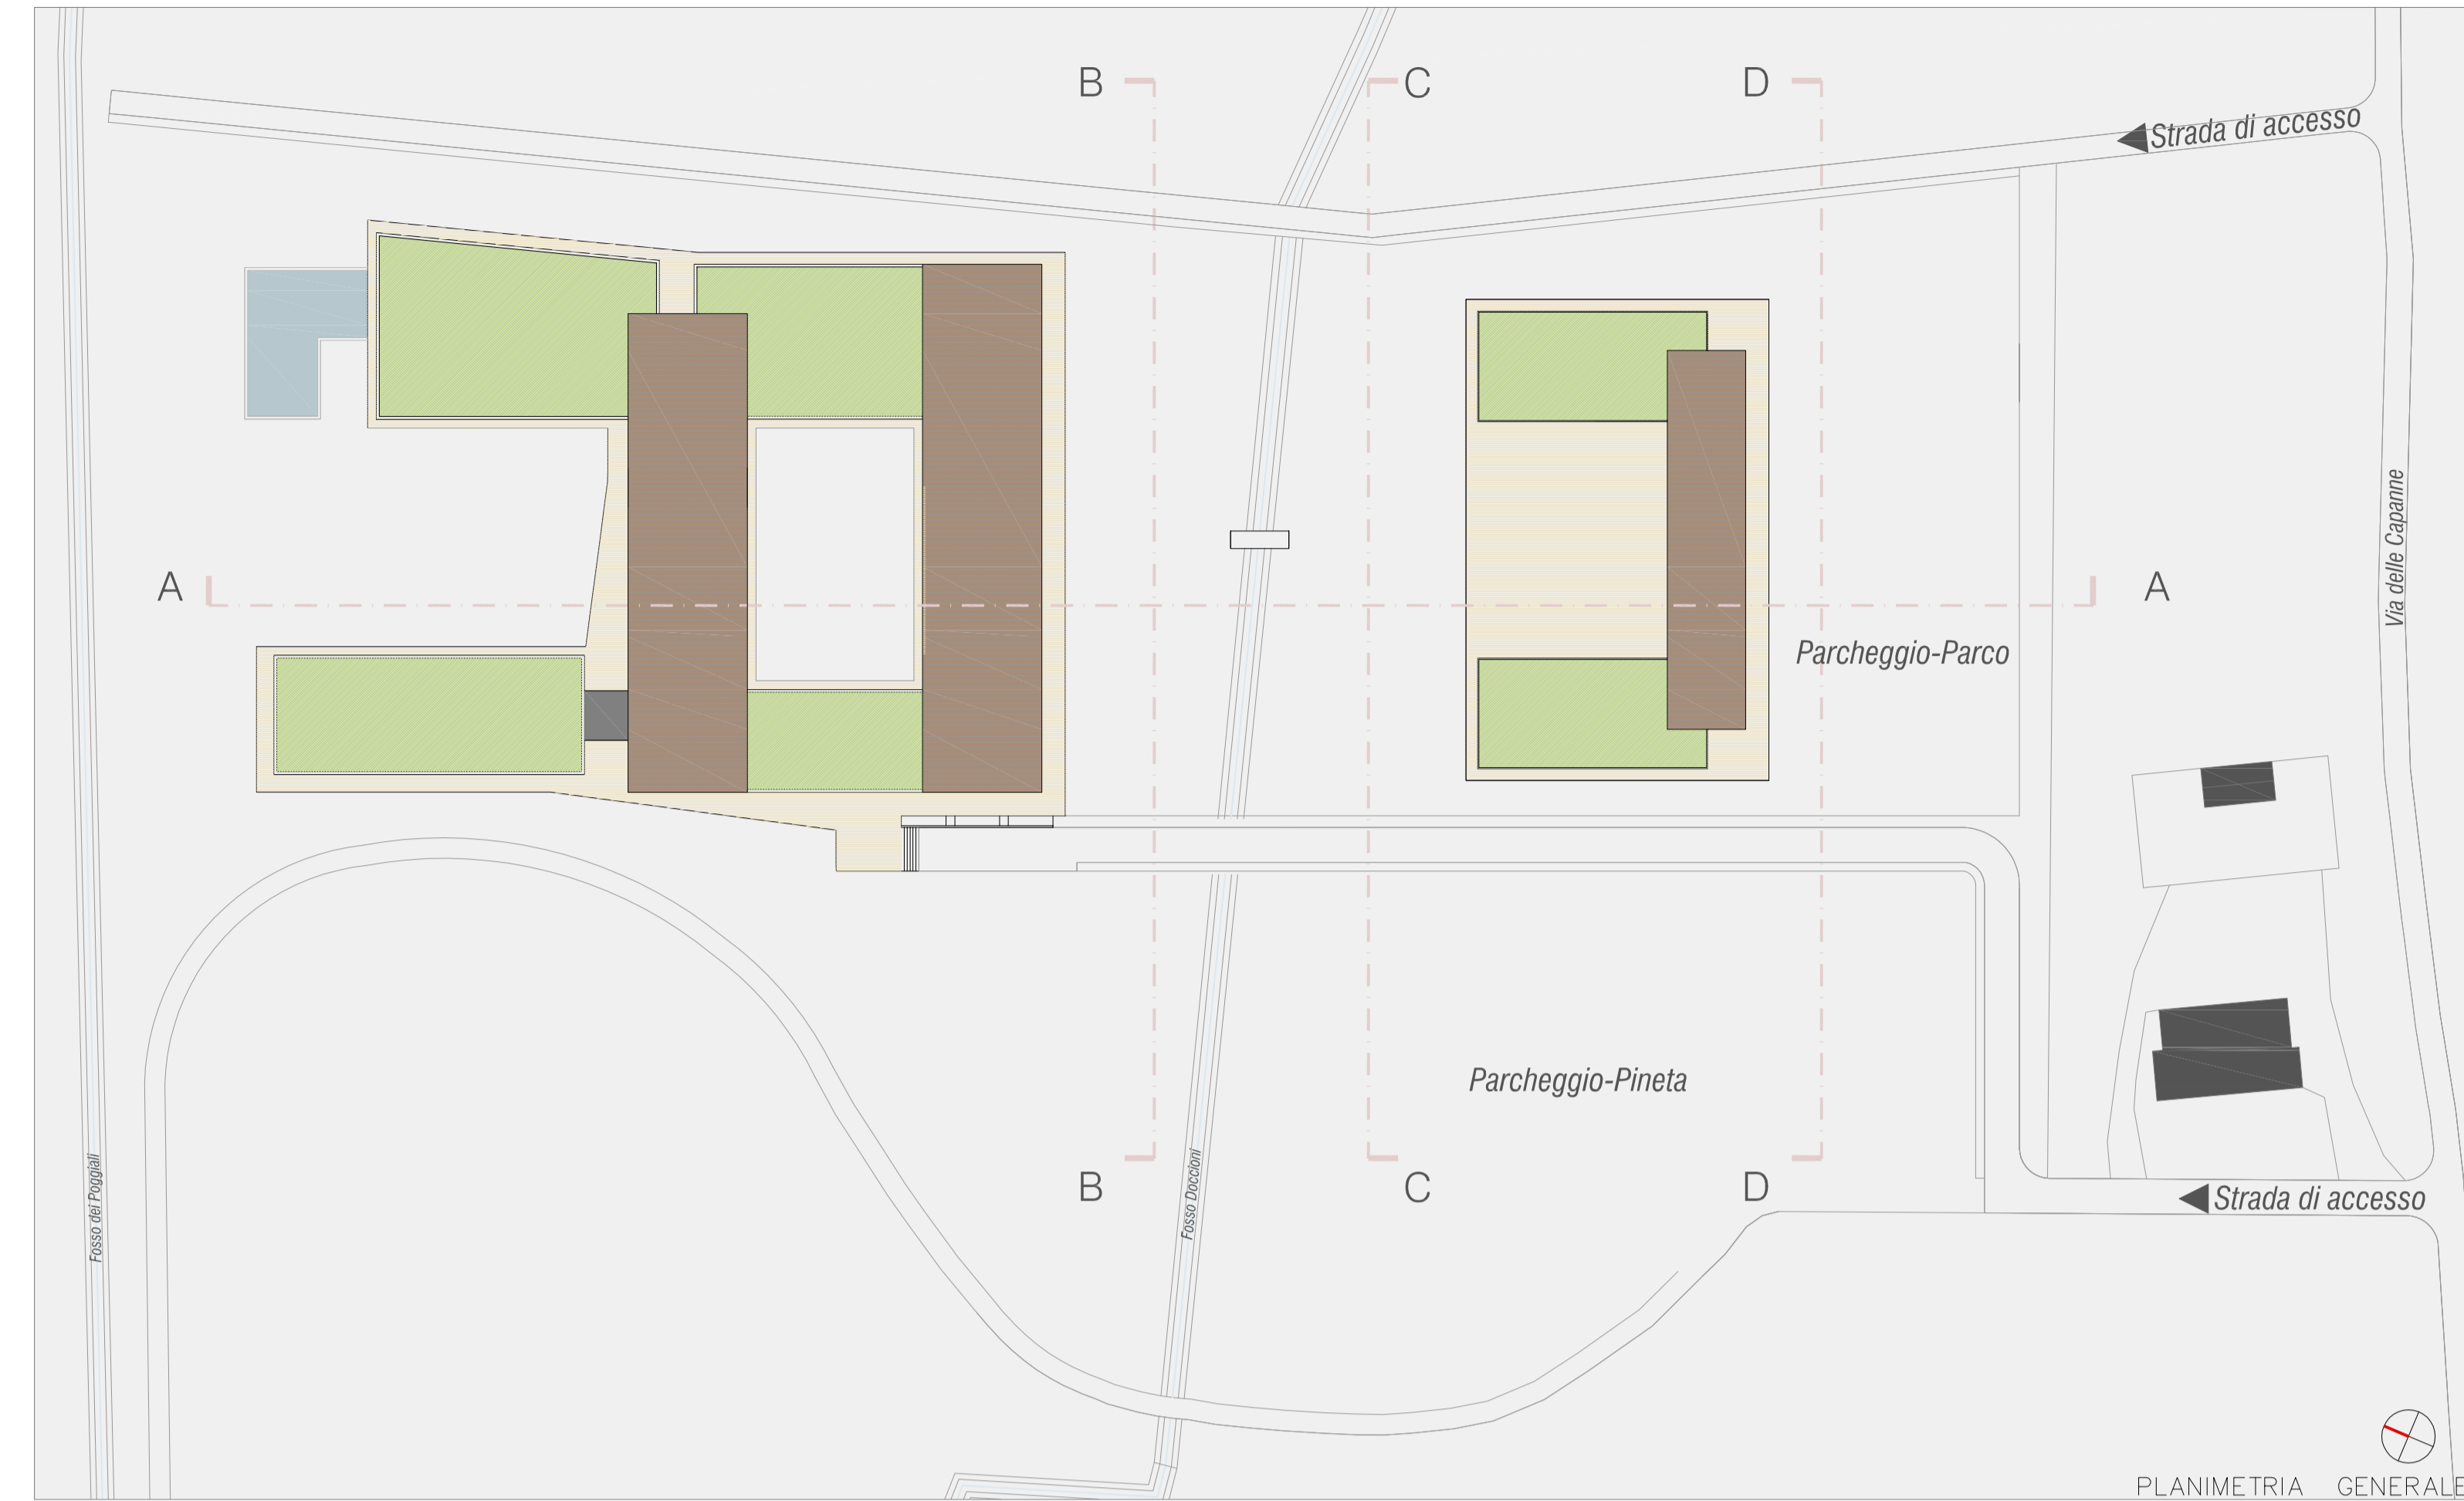 B
C
D
Strada di accesso
Via delle Capanne
A
A
Parcheggio-Parco
Parcheggio-Pineta
Fosso dei Poggiali
Fosso Doccioni
B
C
D
Strada di accesso
PLANIMETRIA GENERALE